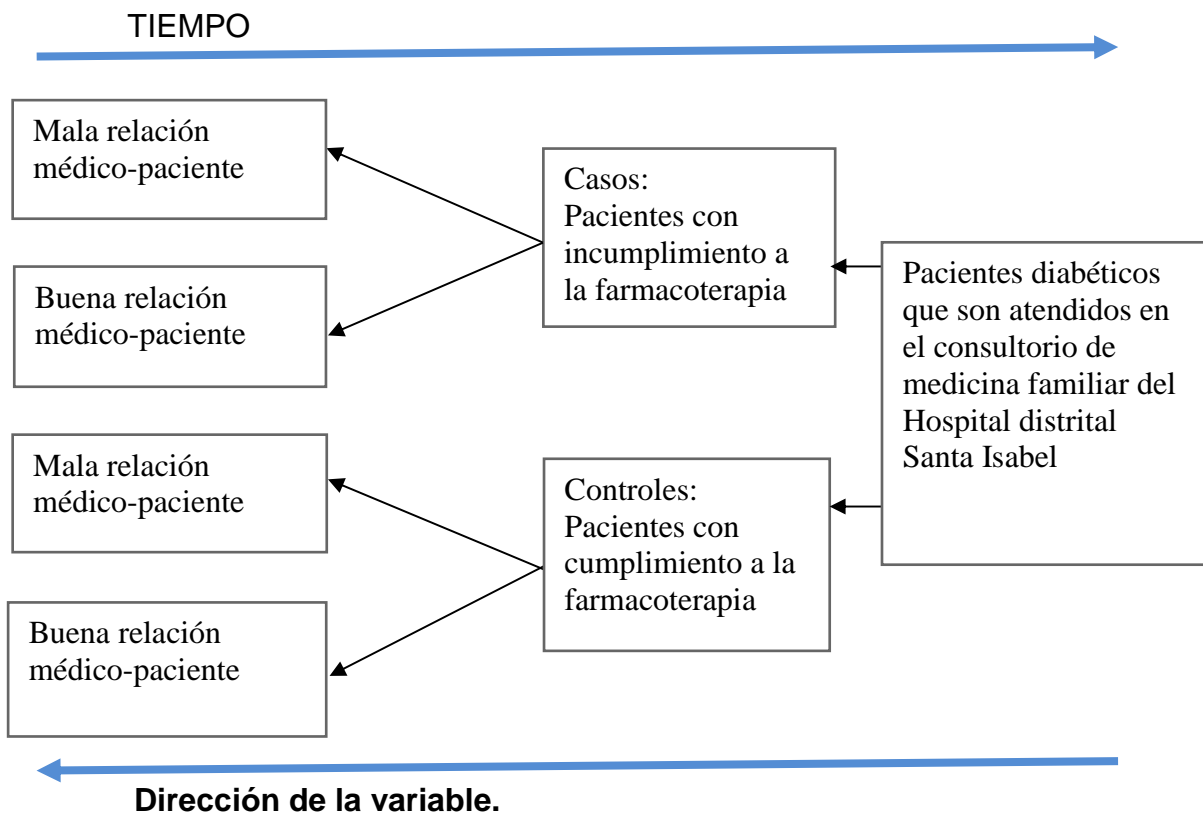 TIEMPO
Mala relación
médico-paciente
Buena relación
médico-paciente
Mala relación
médico-paciente
Buena relación
médico-paciente
Casos:
Pacientes con
incumplimiento a
la farmacoterapia
Controles:
Pacientes con
cumplimiento a la
farmacoterapia
Pacientes diabéticos
que son atendidos en
el consultorio de
medicina familiar del
Hospital distrital
Santa Isabel
Dirección de la variable.